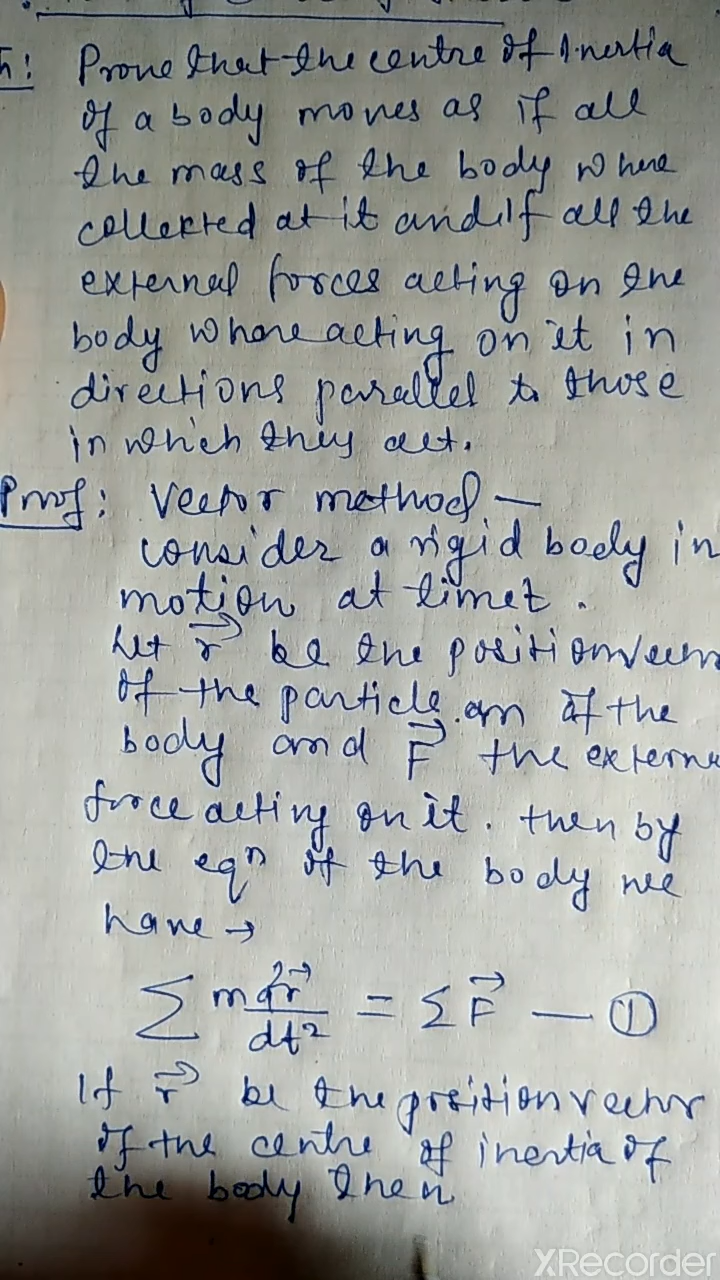 n: Prove that the centre of Inertia
of a body moves as if all
the mass of the body where
collected at it and if all the
external forces acting on the
body whore acting on it in
directions parallel to those
in which they act.
Proof: Vector method —
consider a rigid body in
motion at time t.
Let r⃗ be the position
of the particle m of the
body and F⃗ the extern
force acting on it. then by
the eqⁿ of the body we
have →
∑ m d²r⃗/dt² = ∑ F⃗ — ①
If r⃗ be the position vector
of the centre of inertia of
the body then
XRecorder